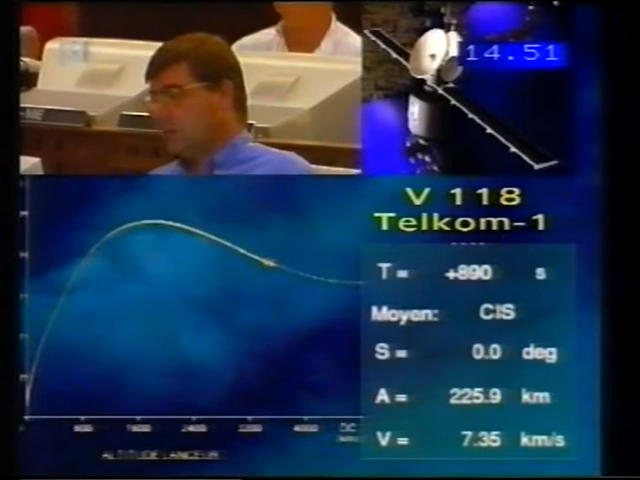 14.51
V 118
Telkom-1
T = +890 s
Moyen: CIS
S = 0.0 deg
A = 225.9 km
V = 7.35 km/s
800 1600 2400 3200 4000
ALTITUDE LANCEUR